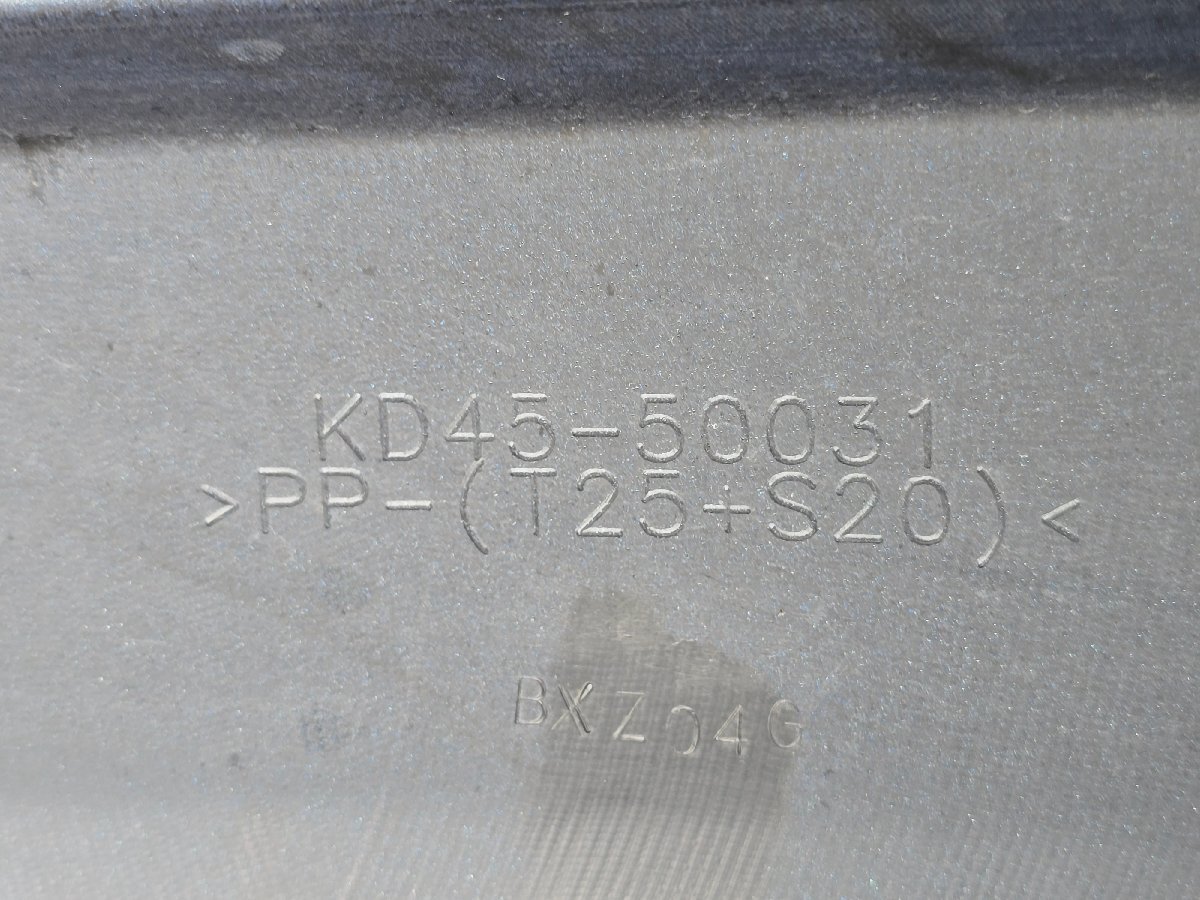 KD45-50031
>PP-(T25+S20)<
BXZ04G